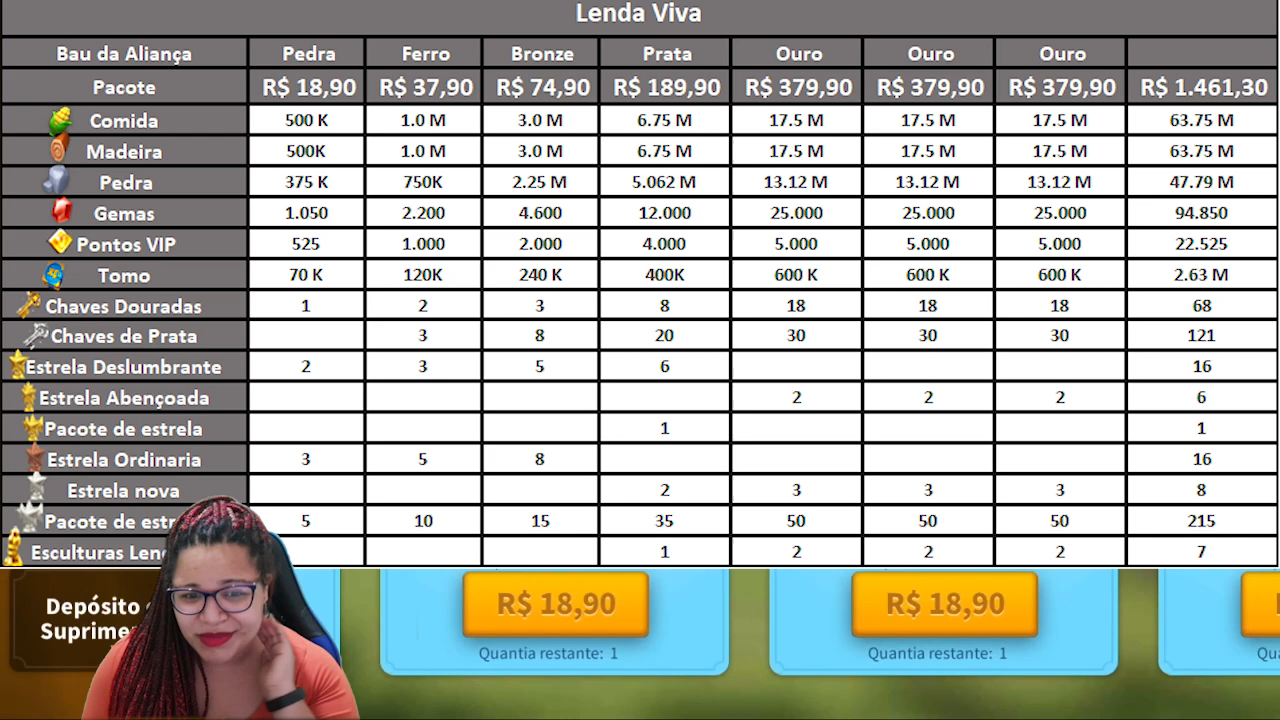 Lenda Viva
Bau da Aliança Pedra Ferro Bronze Prata Ouro Ouro Ouro
Pacote R$ 18,90 R$ 37,90 R$ 74,90 R$ 189,90 R$ 379,90 R$ 379,90 R$ 379,90 R$ 1.461,30
Comida 500 K 1.0 M 3.0 M 6.75 M 17.5 M 17.5 M 17.5 M 63.75 M
Madeira 500K 1.0 M 3.0 M 6.75 M 17.5 M 17.5 M 17.5 M 63.75 M
Pedra 375 K 750K 2.25 M 5.062 M 13.12 M 13.12 M 13.12 M 47.79 M
Gemas 1.050 2.200 4.600 12.000 25.000 25.000 25.000 94.850
Pontos VIP 525 1.000 2.000 4.000 5.000 5.000 5.000 22.525
Tomo 70 K 120K 240 K 400K 600 K 600 K 600 K 2.63 M
Chaves Douradas 1 2 3 8 18 18 18 68
Chaves de Prata 3 8 20 30 30 30 121
Estrela Deslumbrante 2 3 5 6 16
Estrela Abençoada 2 2 2 6
Pacote de estrela 1 1
Estrela Ordinaria 3 5 8 16
Estrela nova 2 3 3 3 8
Pacote de 5 10 15 35 50 50 50 215
Esculturas 1 2 2 2 7
Depósito R$ 18,90 R$ 18,90
Quantia restante: 1 Quantia restante: 1